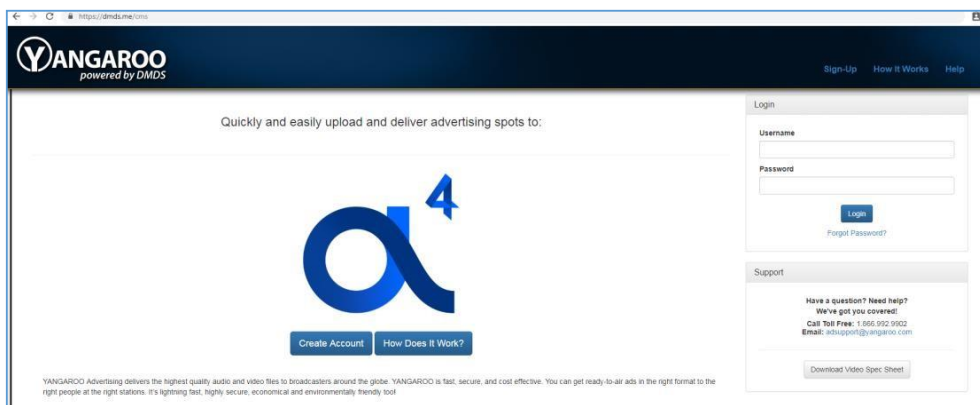 https://dmds.me/cms
YANGAROO
powered by DMDS
Sign-Up How It Works Help
Quickly and easily upload and deliver advertising spots to:
α4
Create Account How Does It Work?
YANGAROO Advertising delivers the highest quality audio and video files to broadcasters around the globe. YANGAROO is fast, secure, and cost effective. You can get ready-to-air ads in the right format to the
right people at the right stations. It's lightning fast, highly secure, economical and environmentally friendly tool!
Login
Username
Password
Login
Forgot Password?
Support
Have a question? Need help?
We've got you covered!
Call Toll Free: 1.866.992.9902
Email: adsupport@yangaroo.com
Download Video Spec Sheet